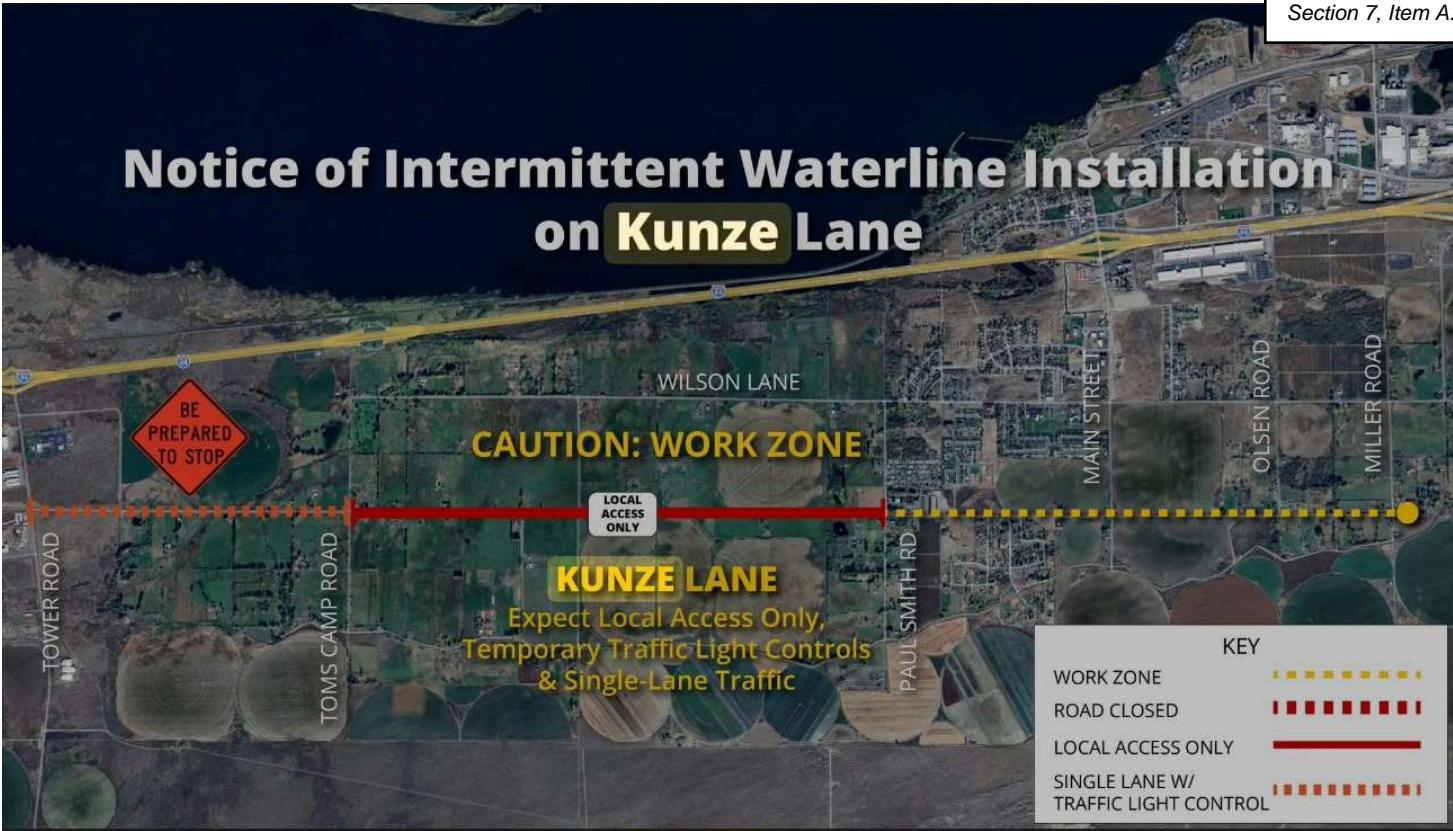 Section 7, Item A.
Notice of Intermittent Waterline Installation
on Kunze Lane
WILSON LANE
BE
PREPARED
TO STOP
CAUTION: WORK ZONE
MAIN STREET
OLSEN ROAD
MILLER ROAD
LOCAL
ACCESS
ONLY
TOWER ROAD
TOMS CAMP ROAD
KUNZE LANE
Expect Local Access Only,
Temporary Traffic Light Controls
& Single-Lane Traffic
PAUL SMITH RD
KEY
WORK ZONE
ROAD CLOSED
LOCAL ACCESS ONLY
SINGLE LANE W/
TRAFFIC LIGHT CONTROL